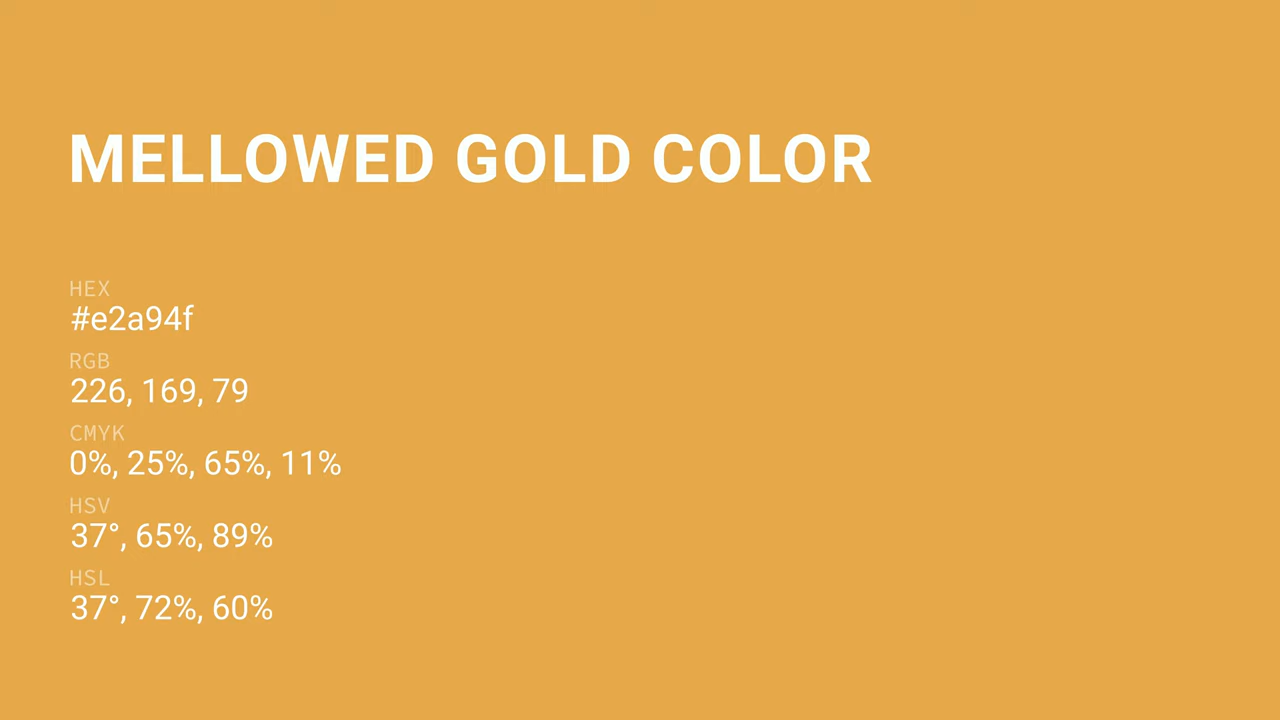 MELLOWED GOLD COLOR
HEX
#e2a94f
RGB
226, 169, 79
CMYK
0%, 25%, 65%, 11%
HSV
37°, 65%, 89%
HSL
37°, 72%, 60%